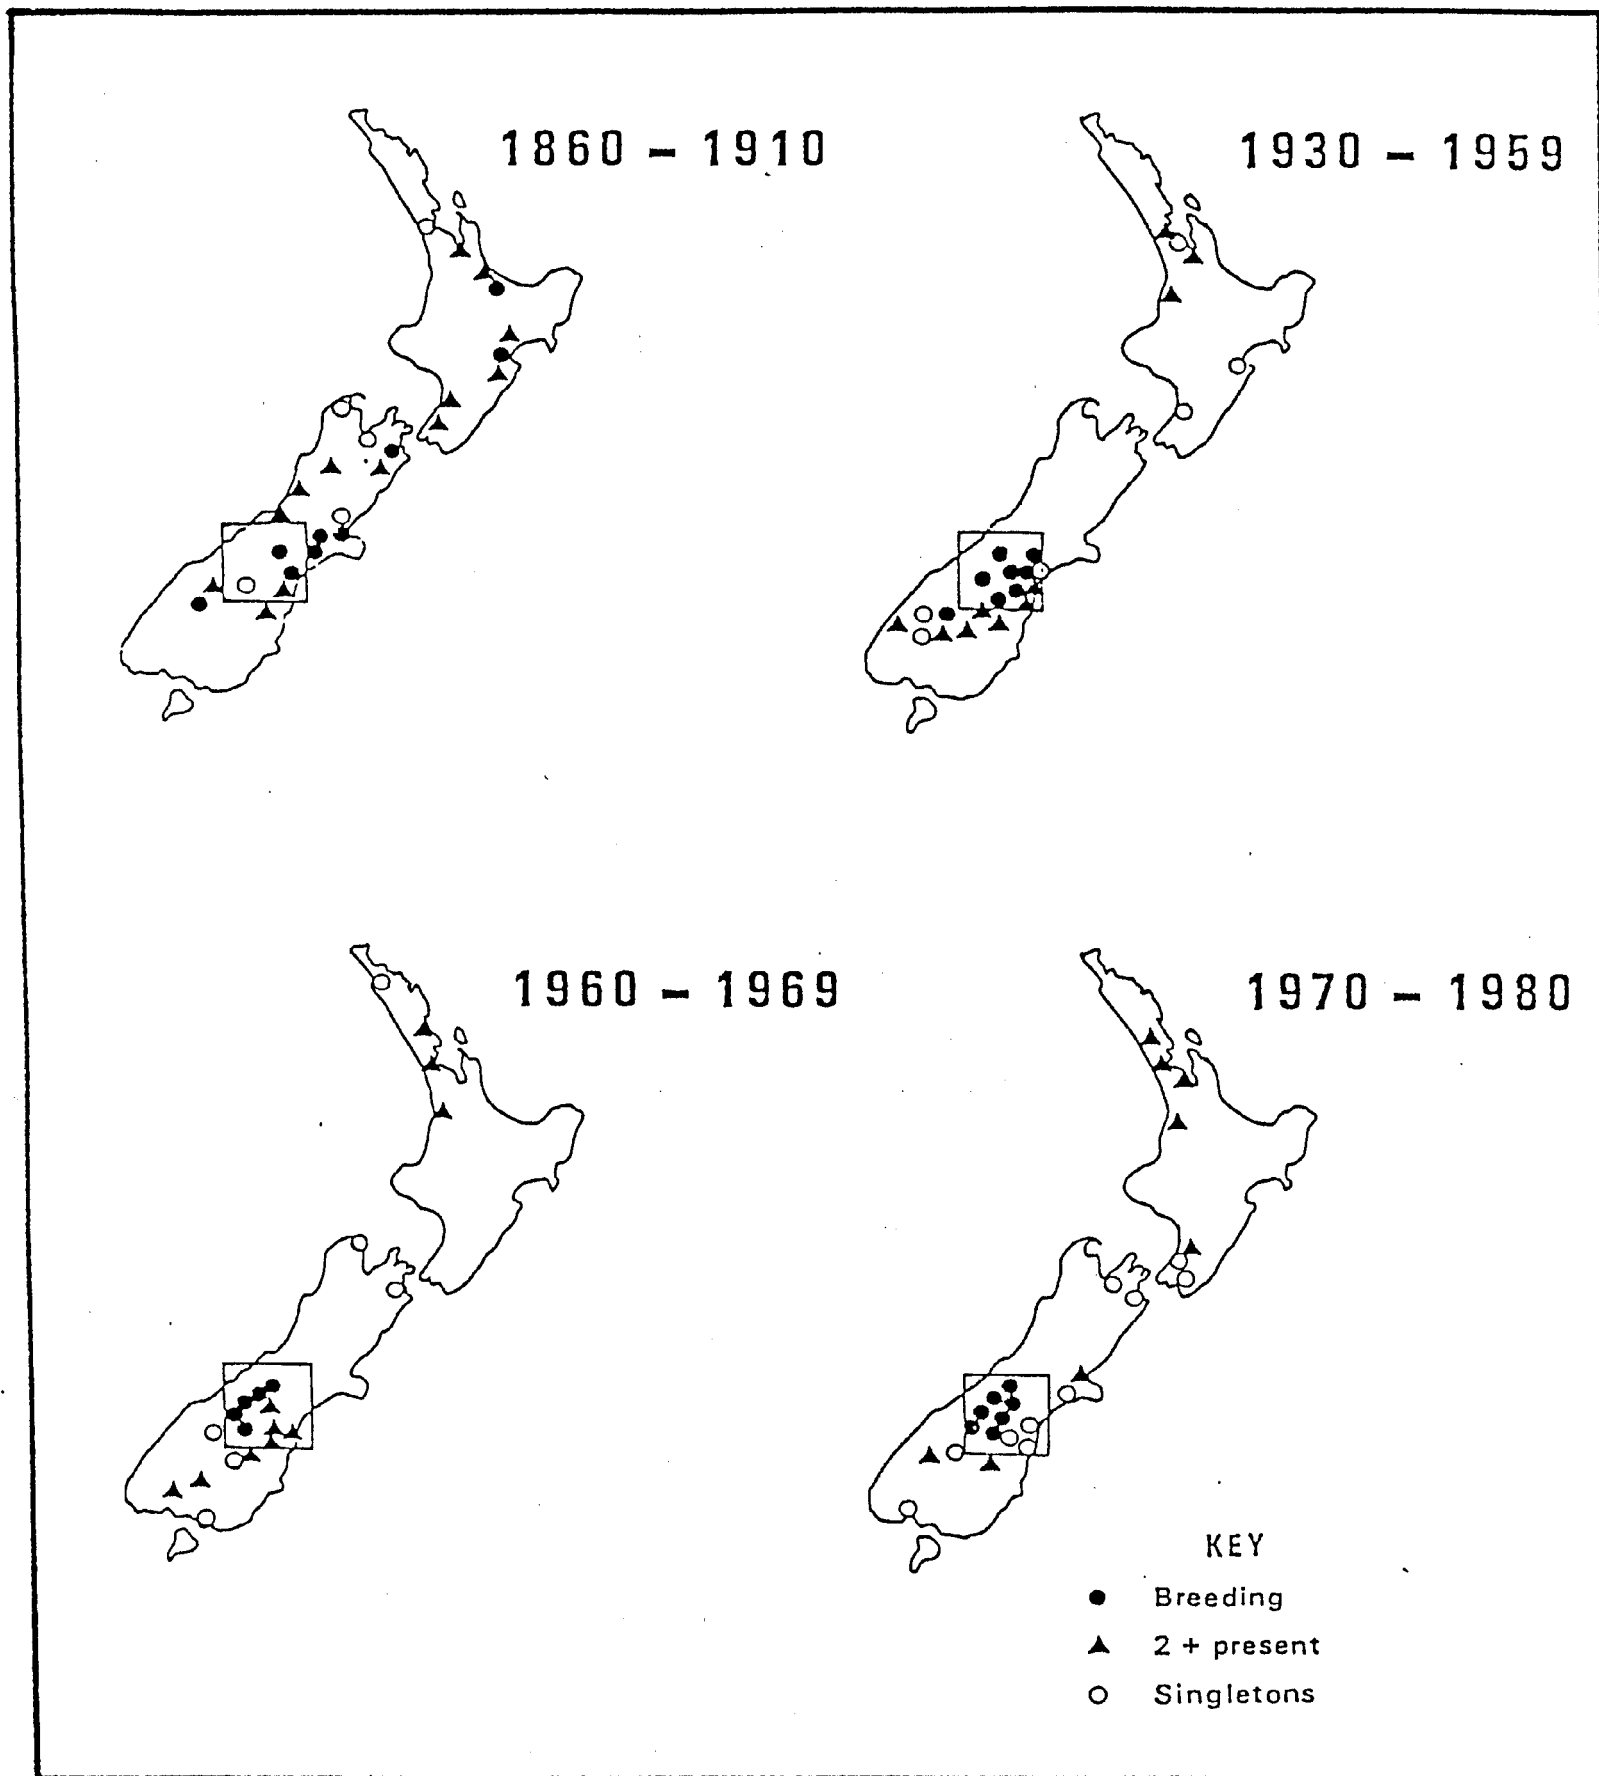 1860 – 1910
1930 – 1959
1960 – 1969
1970 – 1980
KEY
Breeding
2 + present
Singletons